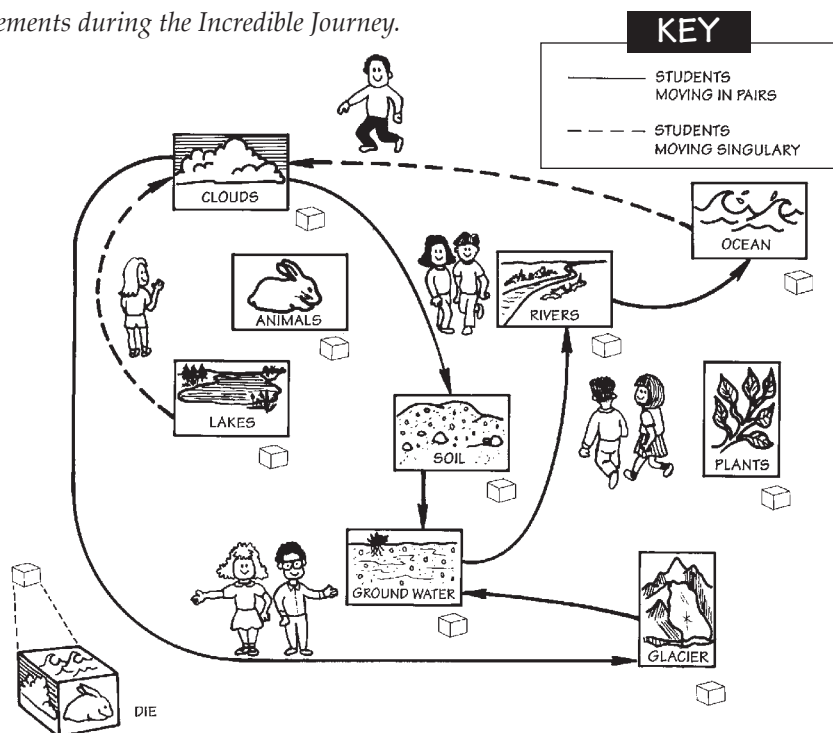 ements during the Incredible Journey.
KEY
STUDENTS
MOVING IN PAIRS
STUDENTS
MOVING SINGULARY
CLOUDS
OCEAN
ANIMALS
RIVERS
LAKES
SOIL
PLANTS
GROUND WATER
GLACIER
DIE